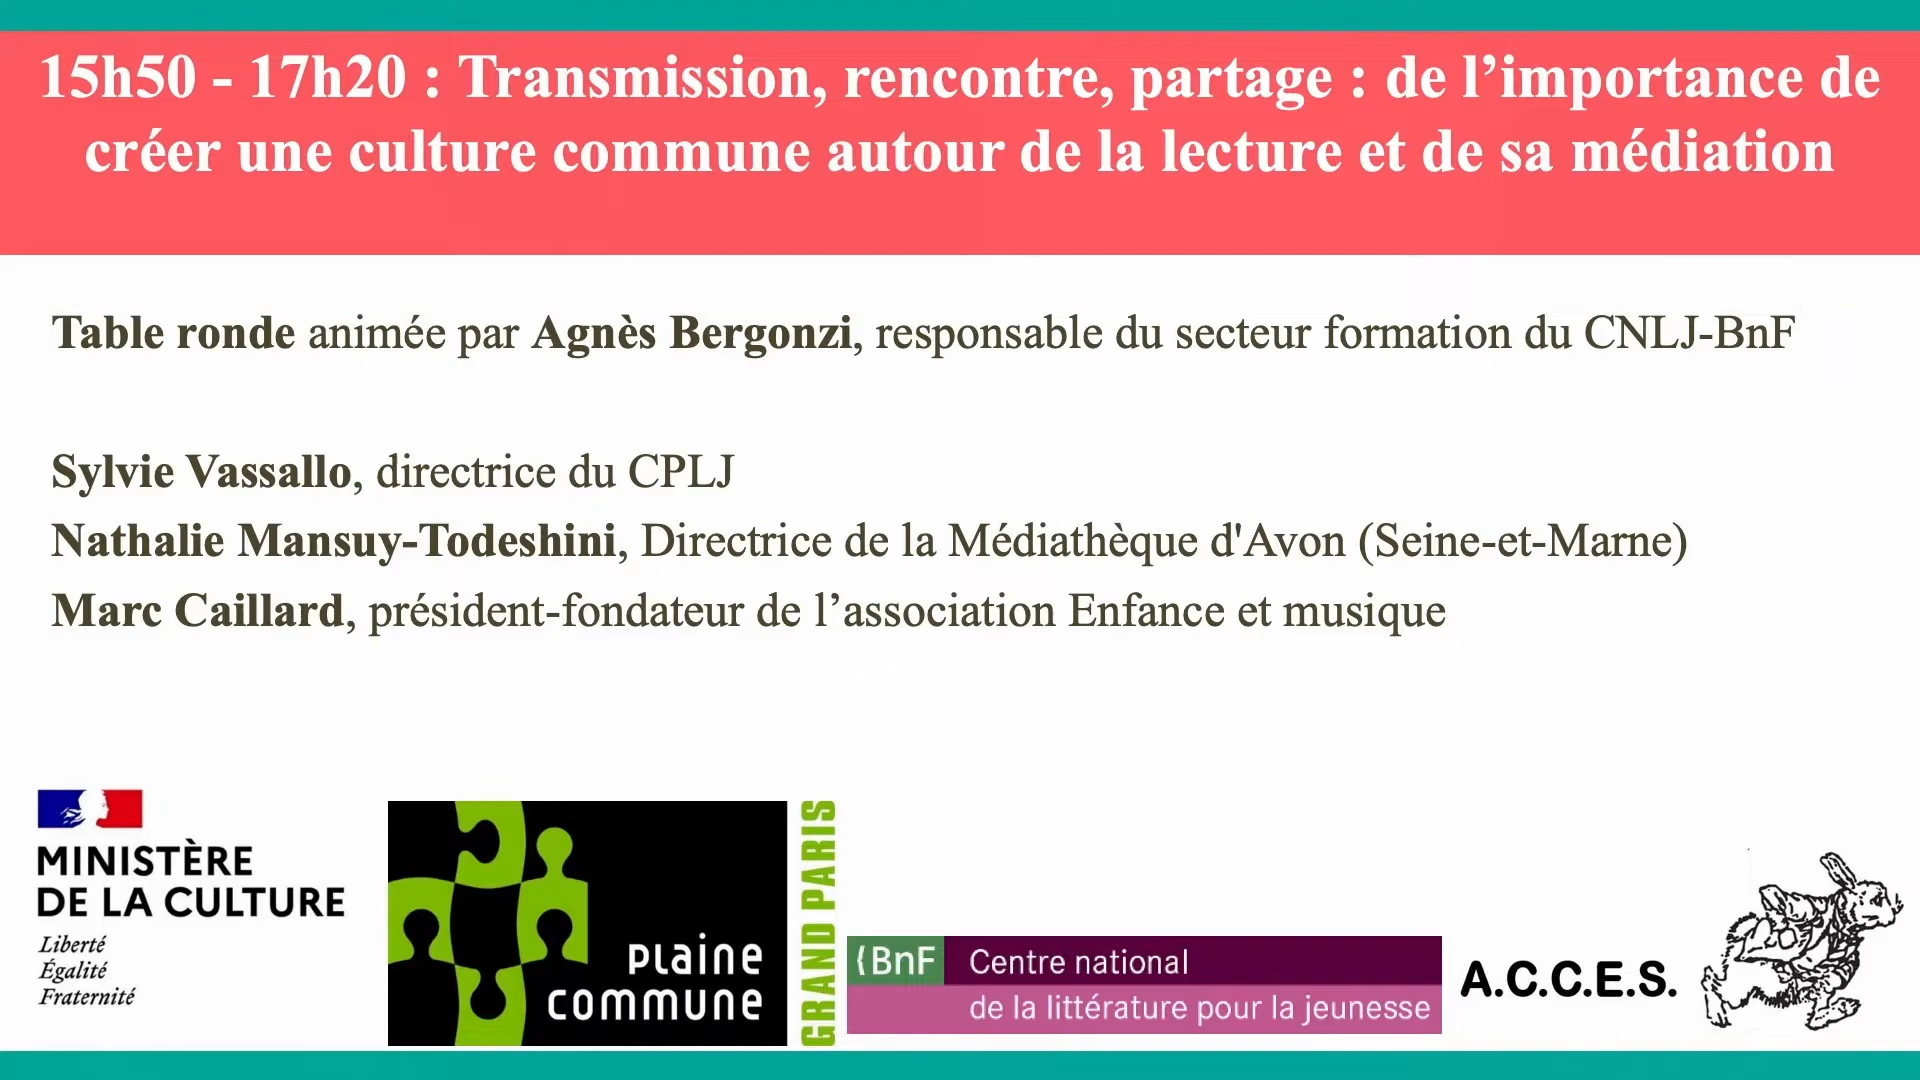 15h50 - 17h20 : Transmission, rencontre, partage : de l’importance de
créer une culture commune autour de la lecture et de sa médiation
Table ronde animée par Agnès Bergonzi, responsable du secteur formation du CNLJ-BnF
Sylvie Vassallo, directrice du CPLJ
Nathalie Mansuy-Todeshini, Directrice de la Médiathèque d'Avon (Seine-et-Marne)
Marc Caillard, président-fondateur de l’association Enfance et musique
MINISTÈRE
DE LA CULTURE
Liberté
Égalité
Fraternité
plaine
commune
GRAND PARIS
(BnF Centre national
de la littérature pour la jeunesse
A.C.C.E.S.